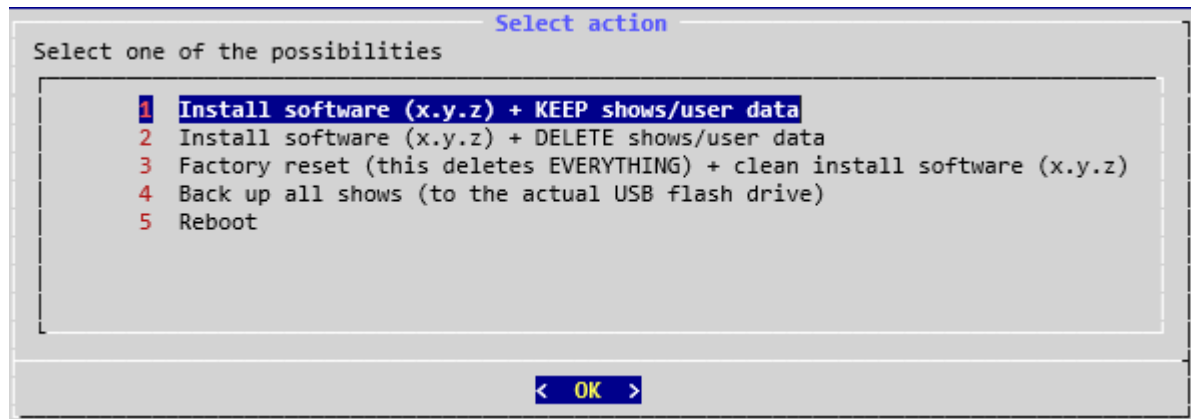 Select action
Select one of the possibilities
1 Install software (x.y.z) + KEEP shows/user data
2 Install software (x.y.z) + DELETE shows/user data
3 Factory reset (this deletes EVERYTHING) + clean install software (x.y.z)
4 Back up all shows (to the actual USB flash drive)
5 Reboot
< OK >